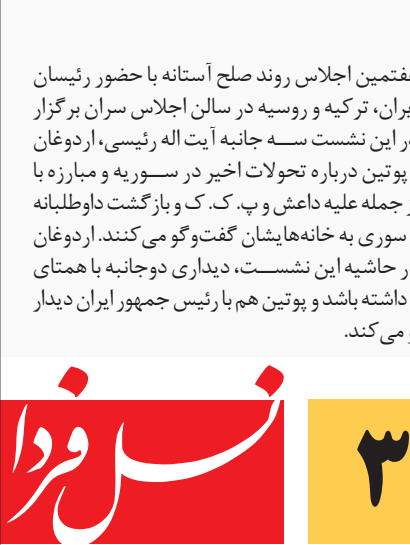 هفتمین اجلاس روند صلح آستانه با حضور رئیسان
ایران، ترکیه و روسیه در سالن اجلاس سران برگزار
در این نشست سه جانبه آیت اله رئیسی، اردوغان
پوتین درباره تحولات اخیر در سوریه و مبارزه با
جمله علیه داعش و پ. ک. ک و بازگشت داوطلبانه
سوری به خانه‌هایشان گفت‌وگو می‌کنند. اردوغان
در حاشیه این نشست، دیداری دوجانبه با همتای
داشته باشد و پوتین هم با رئیس جمهور ایران دیدار
و می‌کند.
نسل فردا
۳